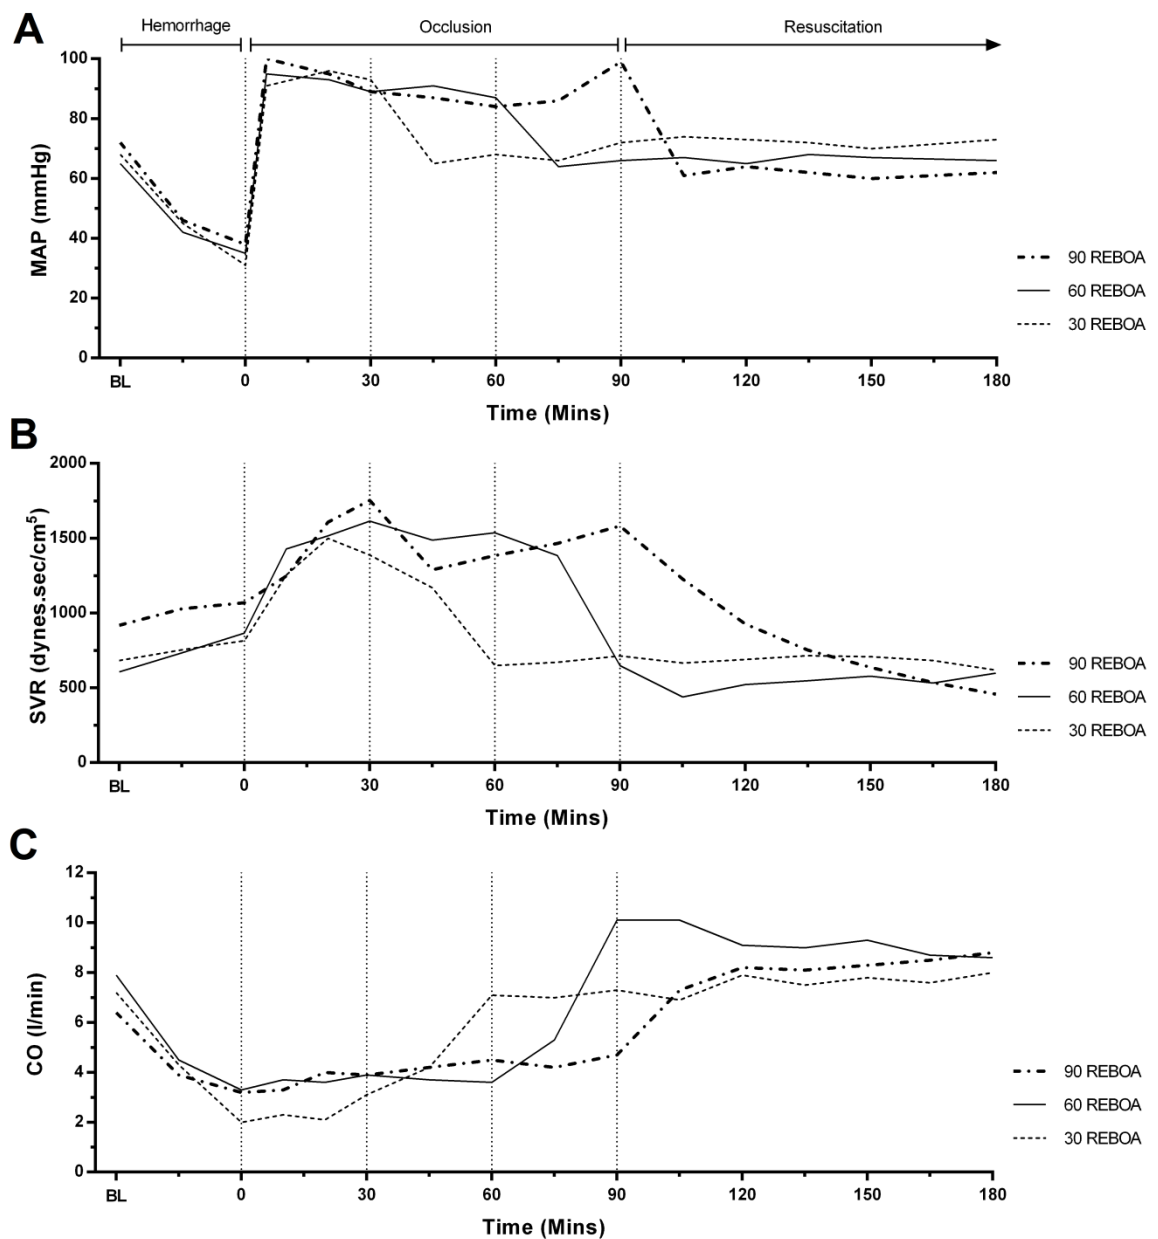 A
Hemorrhage Occlusion Resuscitation
100
80
60
40
20
0
MAP (mmHg)
90 REBOA
60 REBOA
30 REBOA
BL 0 30 60 90 120 150 180
Time (Mins)
B
2000
1500
1000
500
0
SVR (dynes.sec/cm⁵)
90 REBOA
60 REBOA
30 REBOA
BL 0 30 60 90 120 150 180
Time (Mins)
C
12
10
8
6
4
2
0
CO (l/min)
90 REBOA
60 REBOA
30 REBOA
BL 0 30 60 90 120 150 180
Time (Mins)